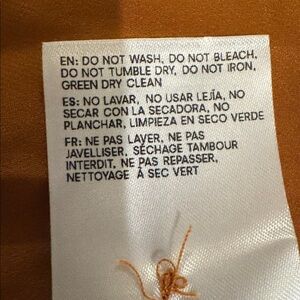 EN: DO NOT WASH, DO NOT BLEACH,
DO NOT TUMBLE DRY, DO NOT IRON,
GREEN DRY CLEAN
ES: NO LAVAR, NO USAR LEJÍA, NO
SECAR CON LA SECADORA, NO
PLANCHAR, LIMPIEZA EN SECO VERDE
FR: NE PAS LAVER, NE PAS
JAVELLISER, SÉCHAGE TAMBOUR
INTERDIT, NE PAS REPASSER,
NETTOYAGE À SEC VERT